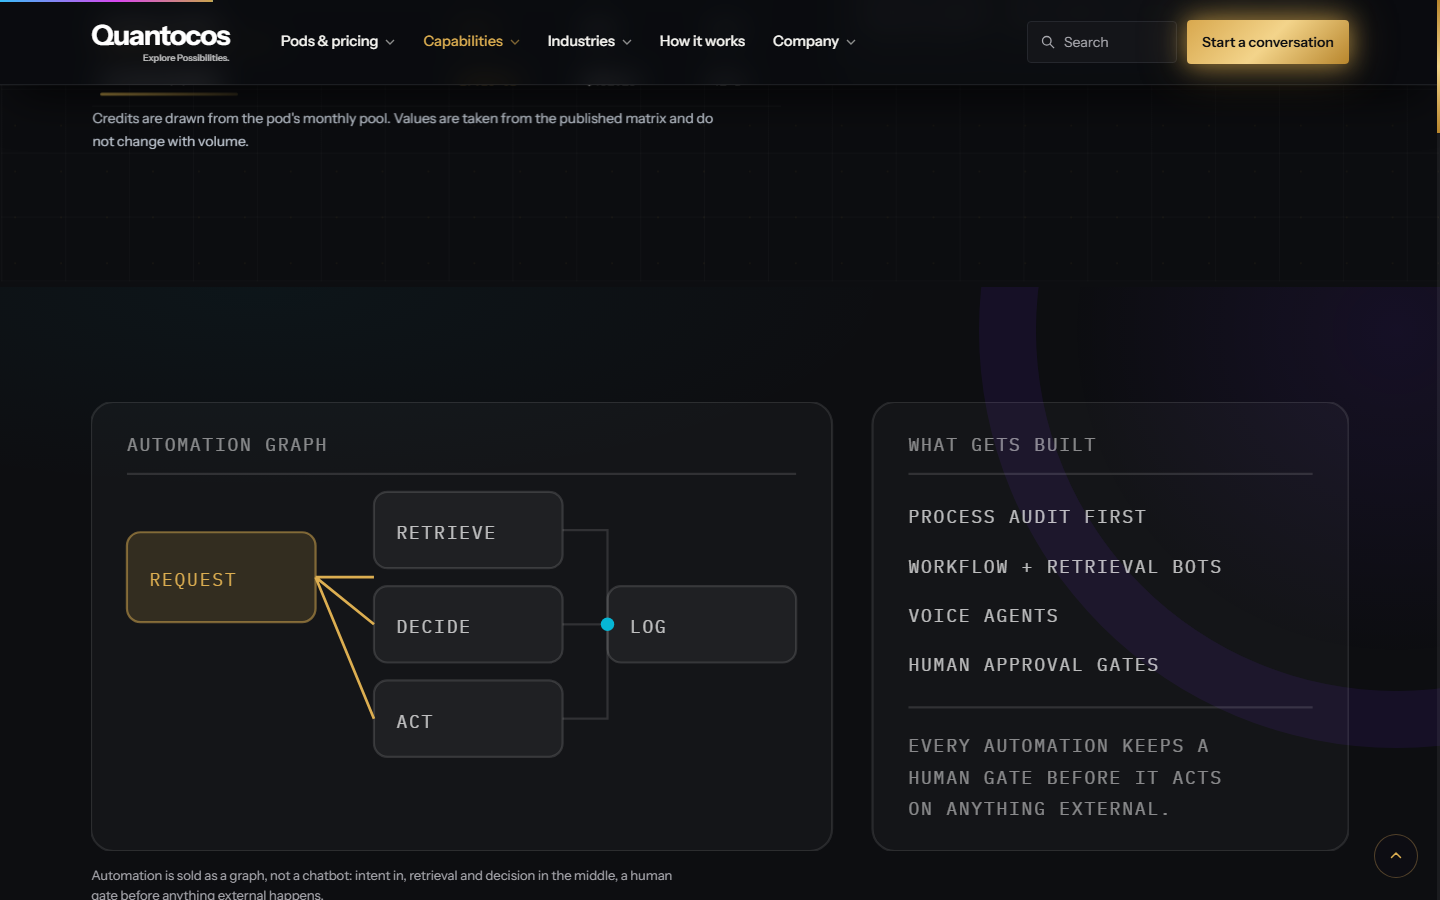 Quantocos
Explore Possibilities.
Pods & pricing
Capabilities
Industries
How it works
Company
Search
Start a conversation
Credits are drawn from the pod's monthly pool. Values are taken from the published matrix and do
not change with volume.
AUTOMATION GRAPH
REQUEST
RETRIEVE
DECIDE
ACT
LOG
WHAT GETS BUILT
PROCESS AUDIT FIRST
WORKFLOW + RETRIEVAL BOTS
VOICE AGENTS
HUMAN APPROVAL GATES
EVERY AUTOMATION KEEPS A
HUMAN GATE BEFORE IT ACTS
ON ANYTHING EXTERNAL.
Automation is sold as a graph, not a chatbot: intent in, retrieval and decision in the middle, a human
gate before anything external happens.